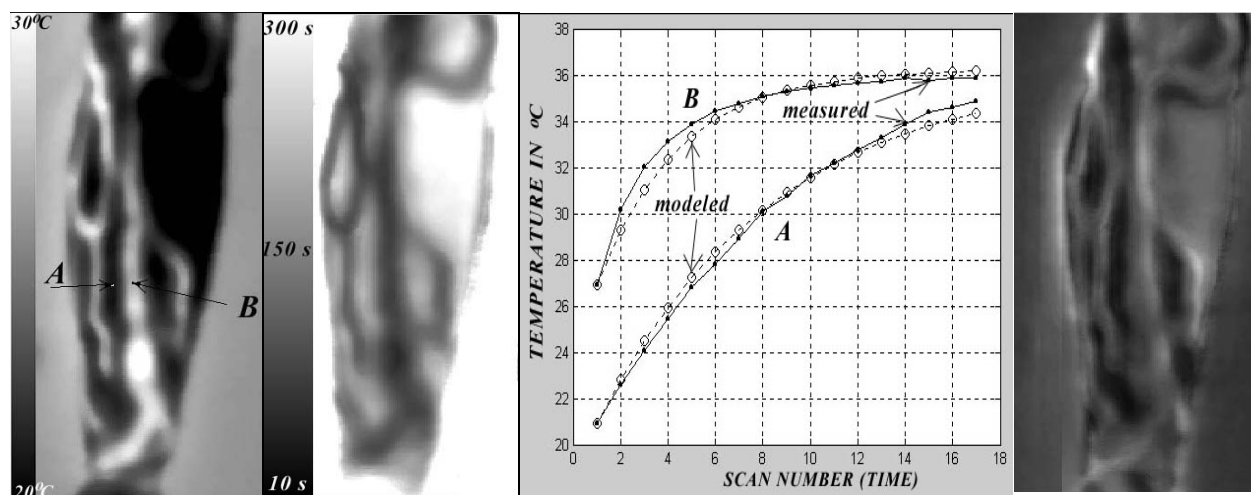 30°C
A
B
20°C
300 s
150 s
10 s
TEMPERATURE IN °C
38
36
34
32
30
28
26
24
22
20
B
measured
modeled
A
0
2
4
6
8
10
12
14
16
18
SCAN NUMBER (TIME)